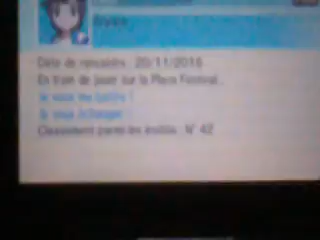 Date de rencontre : 20/11/2016
En train de jouer sur la Place Festival.
Je veux me battre !
Je veux échanger !
Classement parmi les invités : N° 42